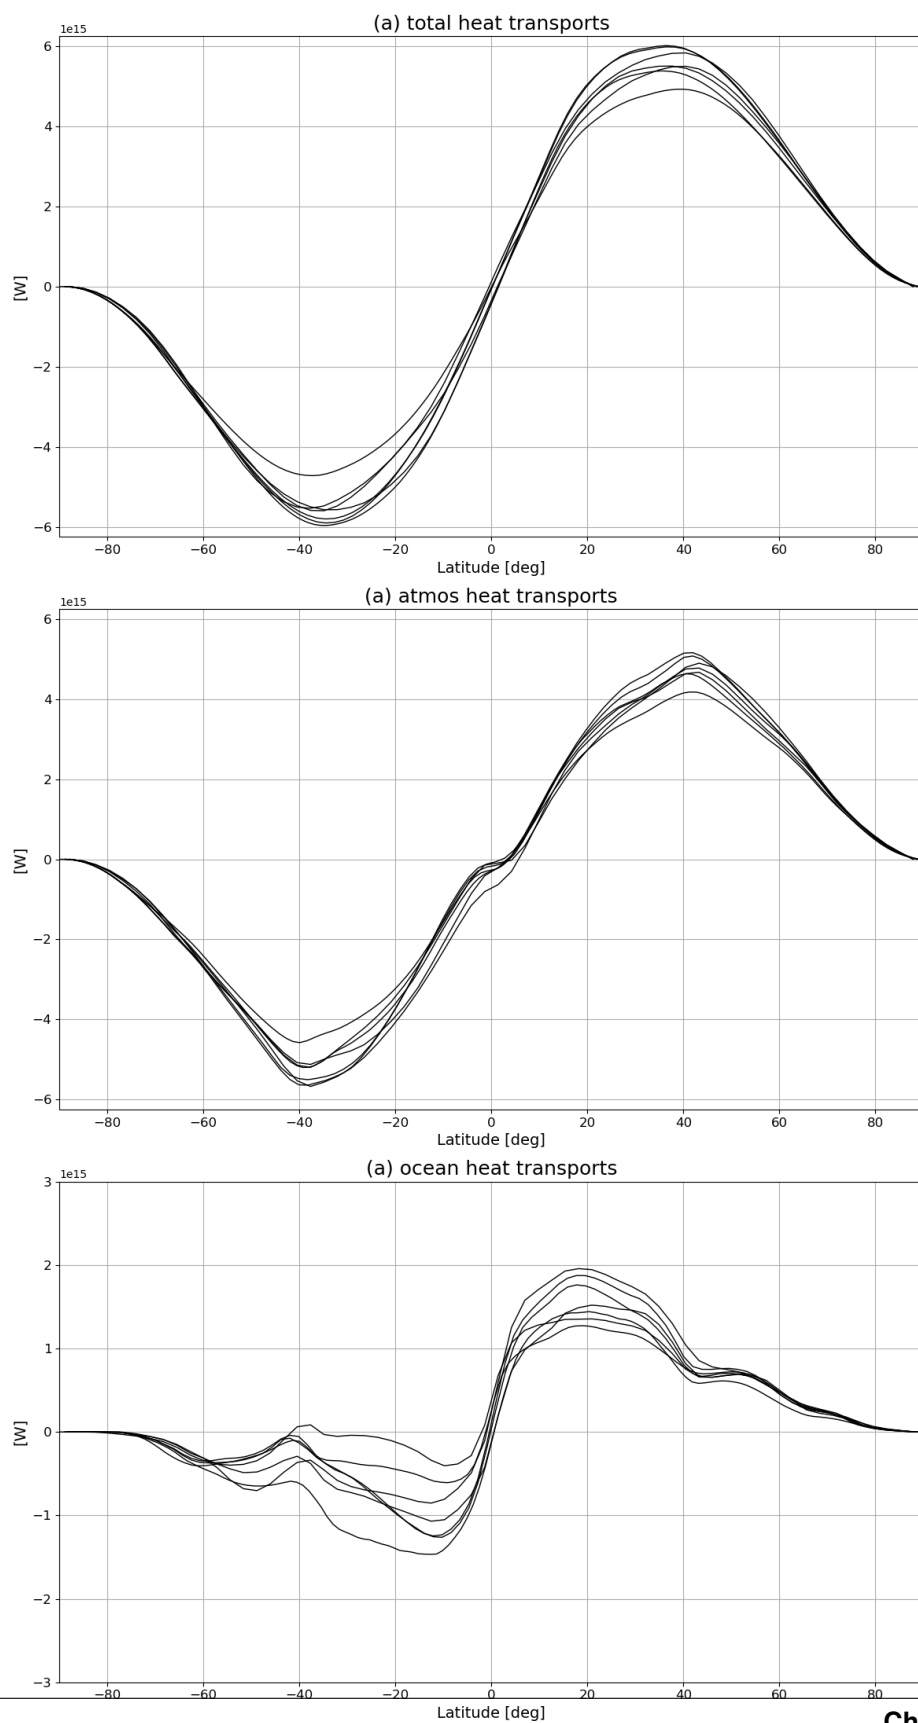 (a) total heat transports
1e15
6
4
2
0
−2
−4
−6
[W]
−80 −60 −40 −20 0 20 40 60 80
Latitude [deg]
(a) atmos heat transports
1e15
6
4
2
0
−2
−4
−6
[W]
−80 −60 −40 −20 0 20 40 60 80
Latitude [deg]
(a) ocean heat transports
1e15
3
2
1
0
−1
−2
−3
[W]
−80 −60 −40 −20 0 20 40 60 80
Latitude [deg]
Ch